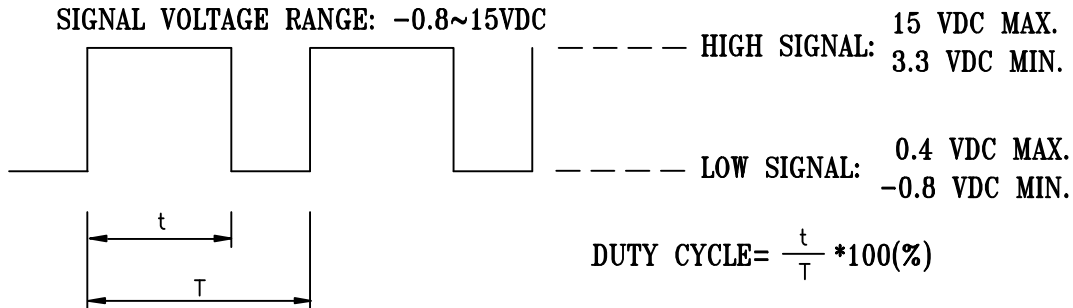 SIGNAL VOLTAGE RANGE: -0.8~15VDC
HIGH SIGNAL: 15 VDC MAX.
3.3 VDC MIN.
LOW SIGNAL: 0.4 VDC MAX.
-0.8 VDC MIN.
t
T
DUTY CYCLE= t/T *100(%)